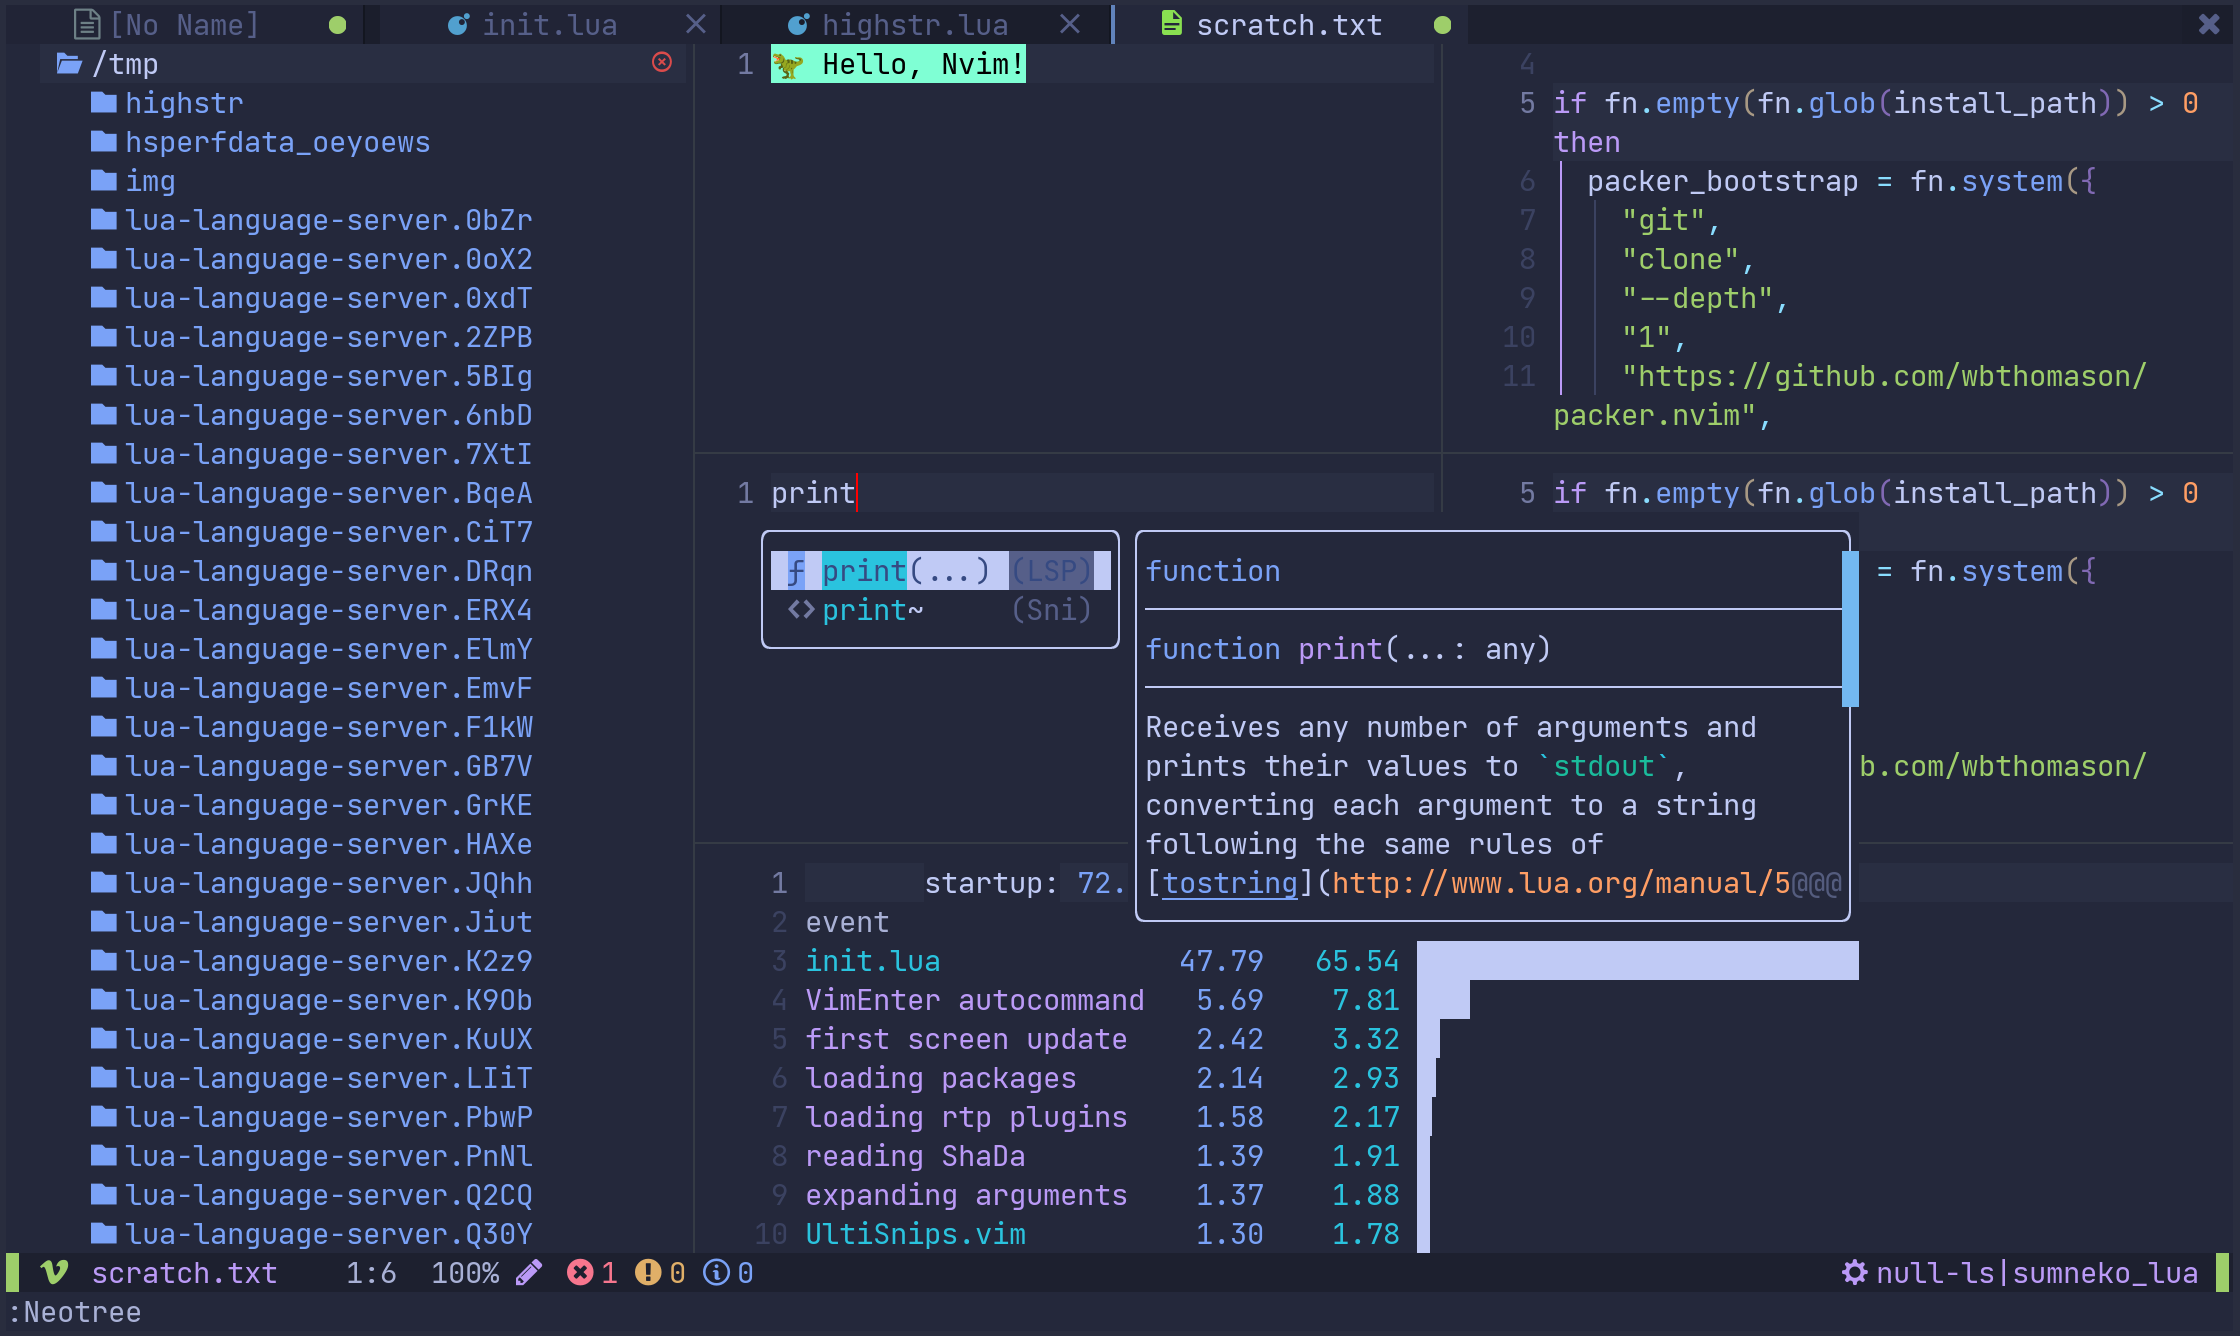 [No Name] init.lua highstr.lua scratch.txt
/tmp
highstr
hsperfdata_oeyoews
img
lua-language-server.0bZr
lua-language-server.0oX2
lua-language-server.0xdT
lua-language-server.2ZPB
lua-language-server.5BIg
lua-language-server.6nbD
lua-language-server.7XtI
lua-language-server.BqeA
lua-language-server.CiT7
lua-language-server.DRqn
lua-language-server.ERX4
lua-language-server.ElmY
lua-language-server.EmvF
lua-language-server.F1kW
lua-language-server.GB7V
lua-language-server.GrKE
lua-language-server.HAXe
lua-language-server.JQhh
lua-language-server.Jiut
lua-language-server.K2z9
lua-language-server.K9Ob
lua-language-server.KuUX
lua-language-server.LIiT
lua-language-server.PbwP
lua-language-server.PnNl
lua-language-server.Q2CQ
lua-language-server.Q30Y
1 🦖 Hello, Nvim!
4
5 if fn.empty(fn.glob(install_path)) > 0
then
6 packer_bootstrap = fn.system({
7 "git",
8 "clone",
9 "--depth",
10 "1",
11 "https://github.com/wbthomason/
packer.nvim",
1 print
ƒ print(...) (LSP)
<> print~ (Sni)
function
function print(...: any)
Receives any number of arguments and
prints their values to `stdout`,
converting each argument to a string
following the same rules of
[tostring](http://www.lua.org/manual/5@@@
5 if fn.empty(fn.glob(install_path)) > 0
= fn.system({
b.com/wbthomason/
1 startup: 72.
2 event
3 init.lua 47.79 65.54
4 VimEnter autocommand 5.69 7.81
5 first screen update 2.42 3.32
6 loading packages 2.14 2.93
7 loading rtp plugins 1.58 2.17
8 reading ShaDa 1.39 1.91
9 expanding arguments 1.37 1.88
10 UltiSnips.vim 1.30 1.78
scratch.txt 1:6 100% 1 0 0 null-ls|sumneko_lua
:Neotree